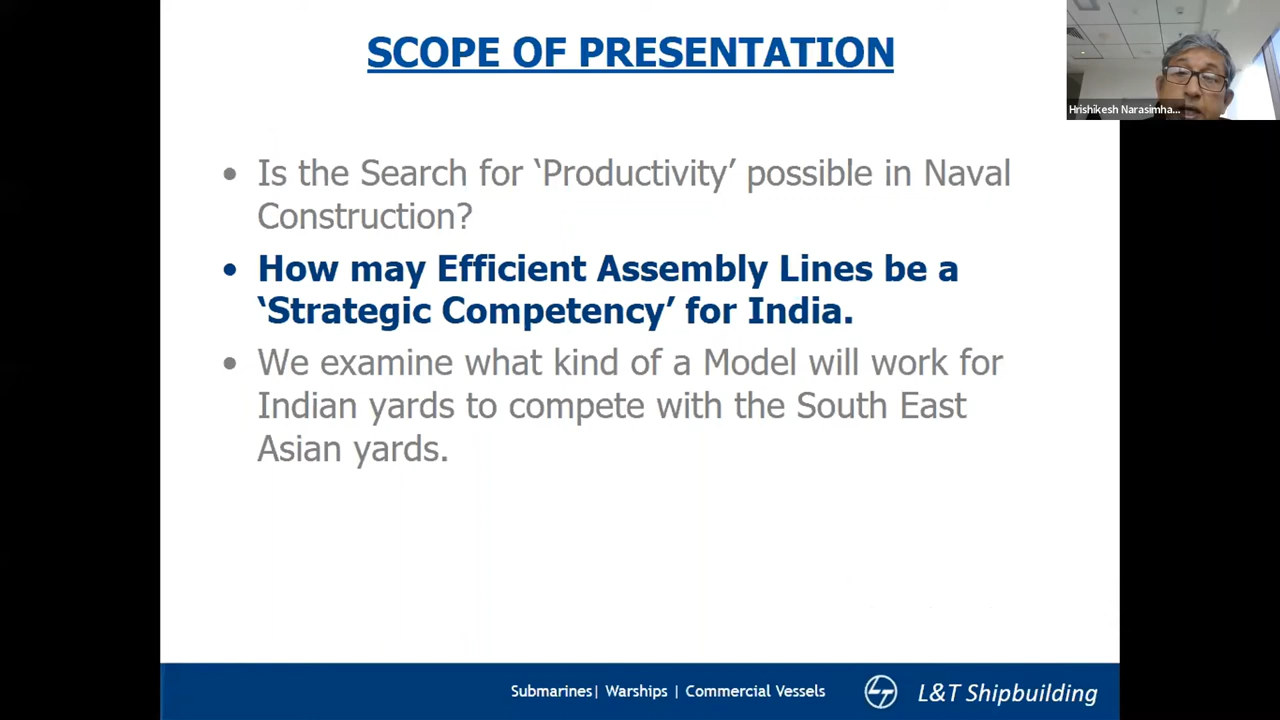 SCOPE OF PRESENTATION
Hrishikesh Narasimha...
• Is the Search for ‘Productivity’ possible in Naval
Construction?
• How may Efficient Assembly Lines be a
‘Strategic Competency’ for India.
• We examine what kind of a Model will work for
Indian yards to compete with the South East
Asian yards.
Submarines| Warships | Commercial Vessels
L&T Shipbuilding